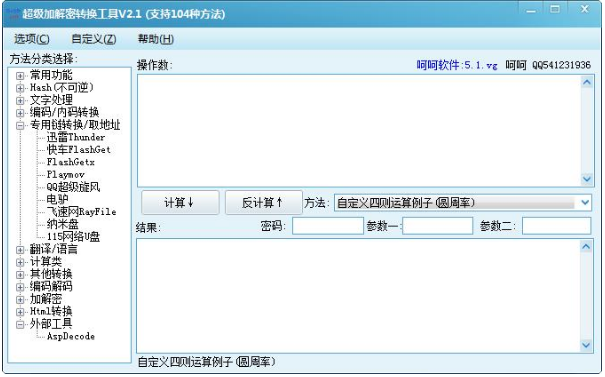 超级加解密转换工具V2.1 (支持104种方法)
选项(C) 自定义(Z) 帮助(H)
方法分类选择:
常用功能
Hash(不可逆)
文字处理
编码/内码转换
专用链转换/取地址
迅雷Thunder
快车FlashGet
FlashGetx
Playmov
QQ超级旋风
电驴
飞速网RayFile
纳米盘
115网络U盘
翻译/语言
计算类
其他转换
编码解码
加解密
Html转换
外部工具
AspDecode
操作数:
呵呵软件:5.1.vg 呵呵 QQ541231936
计算↓ 反计算↑ 方法: 自定义四则运算例子(圆周率)
结果: 密码: 参数一: 参数二:
自定义四则运算例子(圆周率)